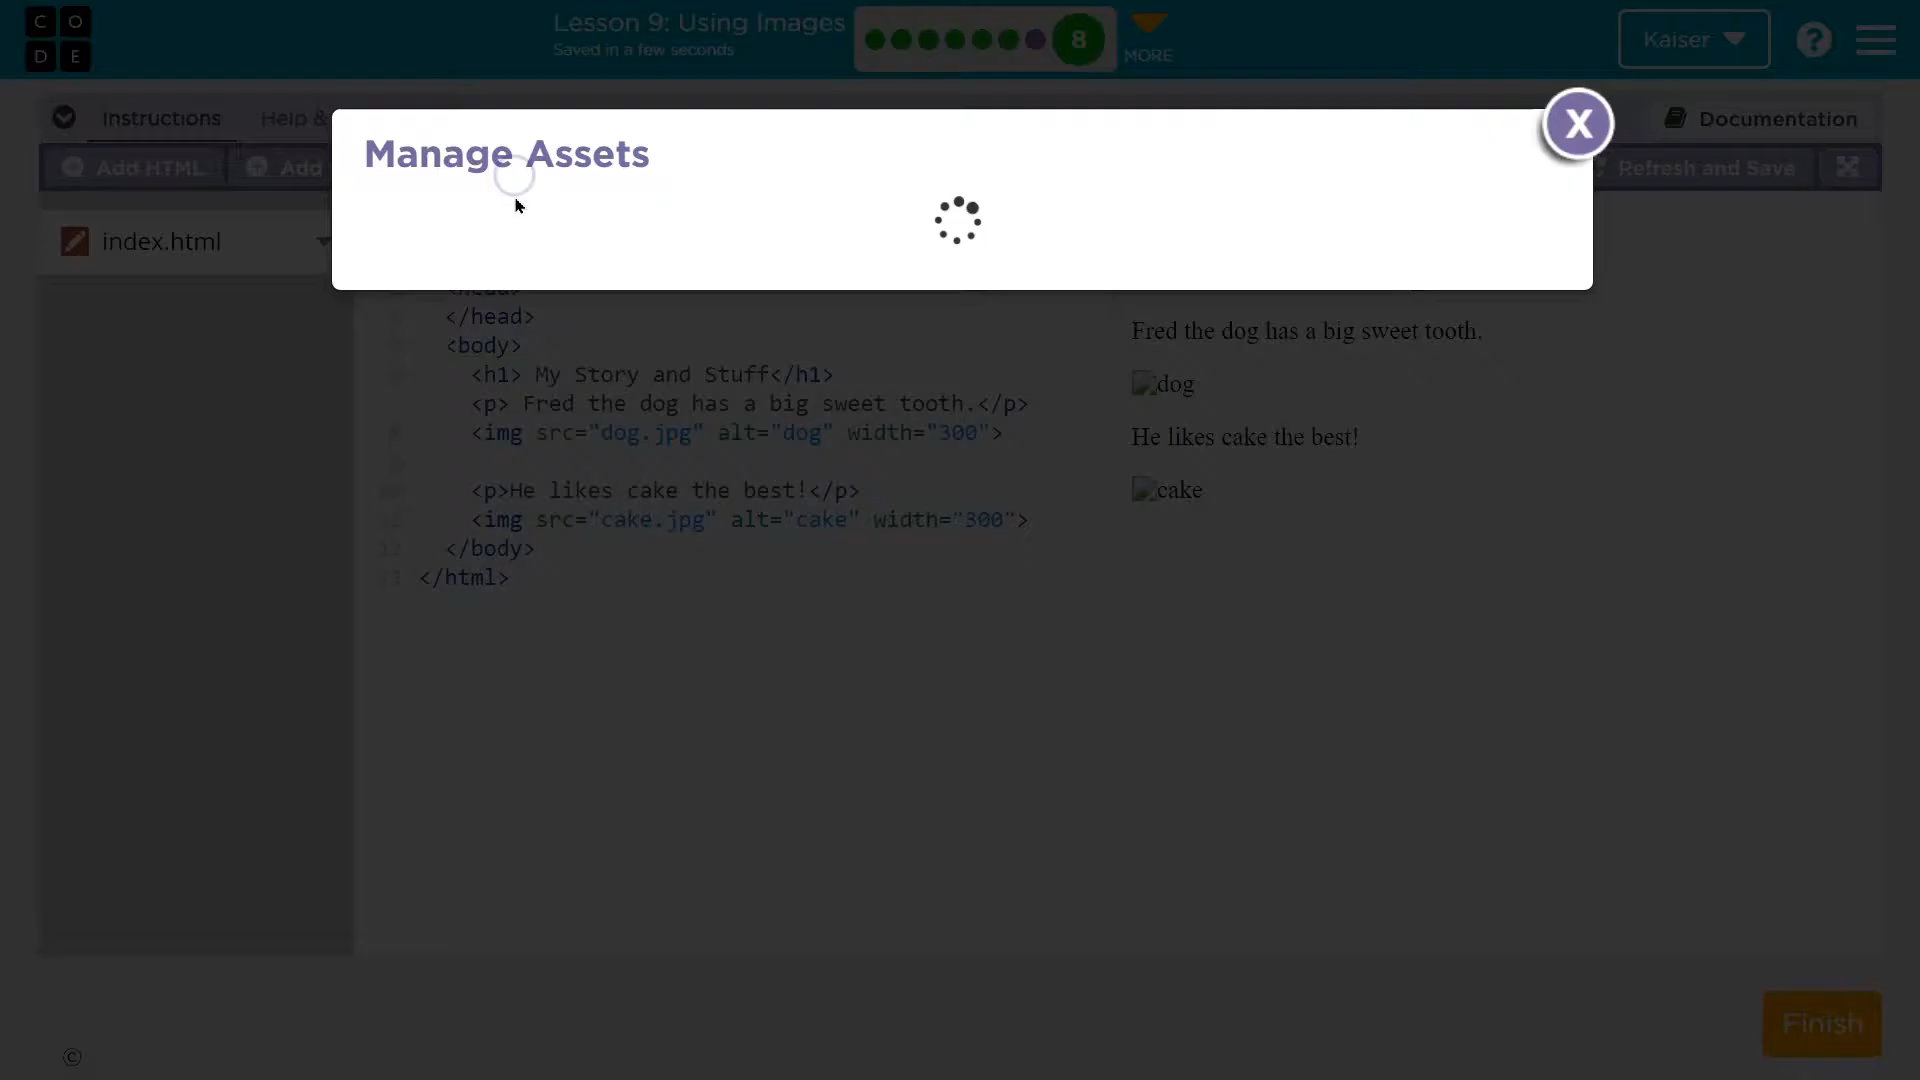 C O
D E
Lesson 9: Using Images
Saved in a few seconds
8
MORE
Kaiser
?
Instructions
Help &
Documentation
X
Manage Assets
Add HTML
Add
Refresh and Save
index.html
</head>
<body>
<h1> My Story and Stuff</h1>
<p> Fred the dog has a big sweet tooth.</p>
<img src="dog.jpg" alt="dog" width="300">
<p>He likes cake the best!</p>
<img src="cake.jpg" alt="cake" width="300">
</body>
</html>
Fred the dog has a big sweet tooth.
dog
He likes cake the best!
cake
Finish
©